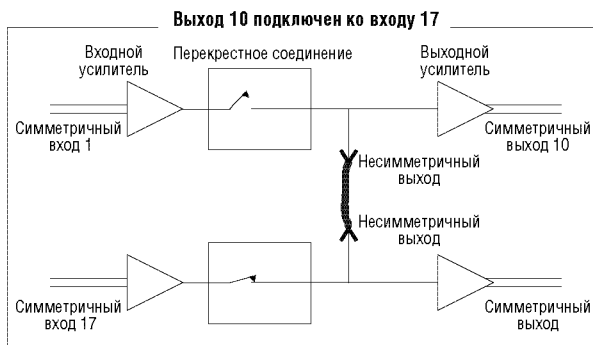 Выход 10 подключен ко входу 17
Входной
усилитель
Перекрестное соединение
Выходной
усилитель
Симметричный
вход 1
Симметричный
выход 10
Несимметричный
выход
Несимметричный
выход
Симметричный
вход 17
Симметричный
выход